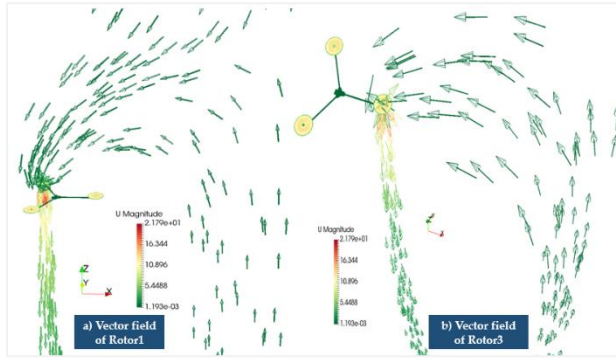 U Magnitude
2.179e+01
16.344
10.896
5.4488
1.193e-03
Z
Y
X
a) Vector field
of Rotor1
U Magnitude
2.179e+01
16.344
10.896
5.4488
1.193e-03
X
b) Vector field
of Rotor3